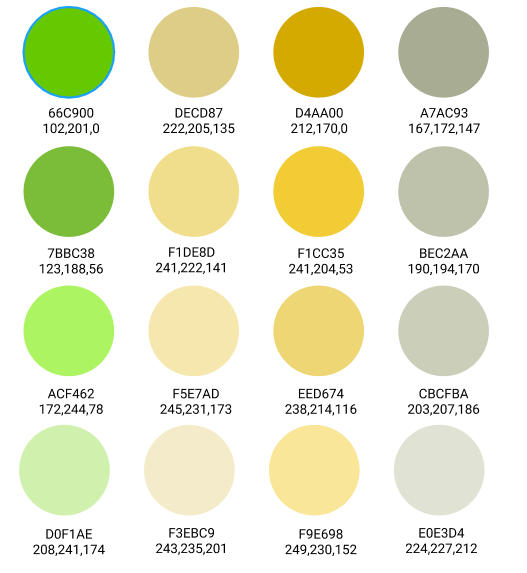 66C900 DECD87 D4AA00 A7AC93
102,201,0 222,205,135 212,170,0 167,172,147
7BBC38 F1DE8D F1CC35 BEC2AA
123,188,56 241,222,141 241,204,53 190,194,170
ACF462 F5E7AD EED674 CBCFBA
172,244,78 245,231,173 238,214,116 203,207,186
D0F1AE F3EBC9 F9E698 E0E3D4
208,241,174 243,235,201 249,230,152 224,227,212